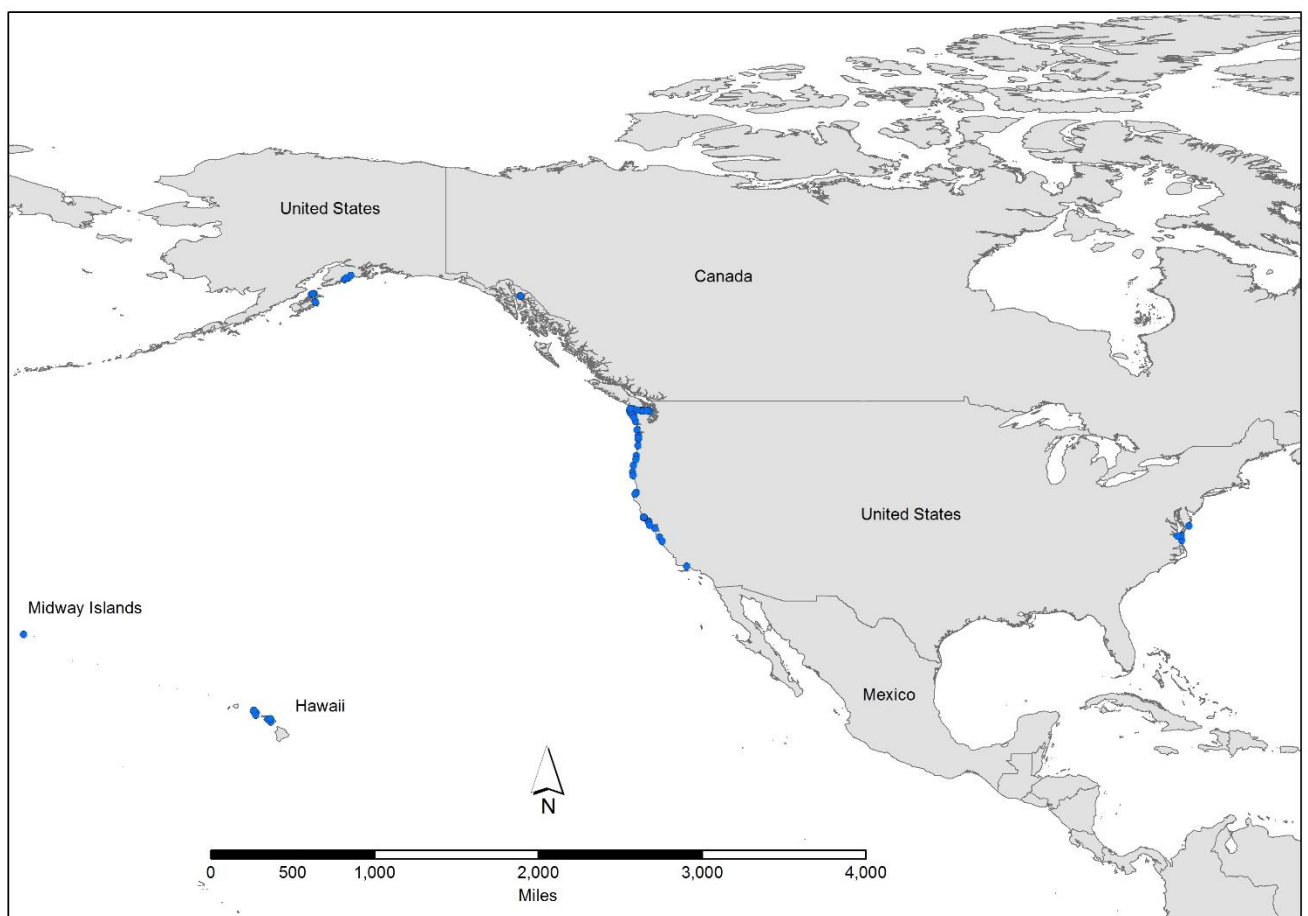 United States
Canada
United States
Midway Islands
Mexico
Hawaii
N
0 500 1,000 2,000 3,000 4,000
Miles